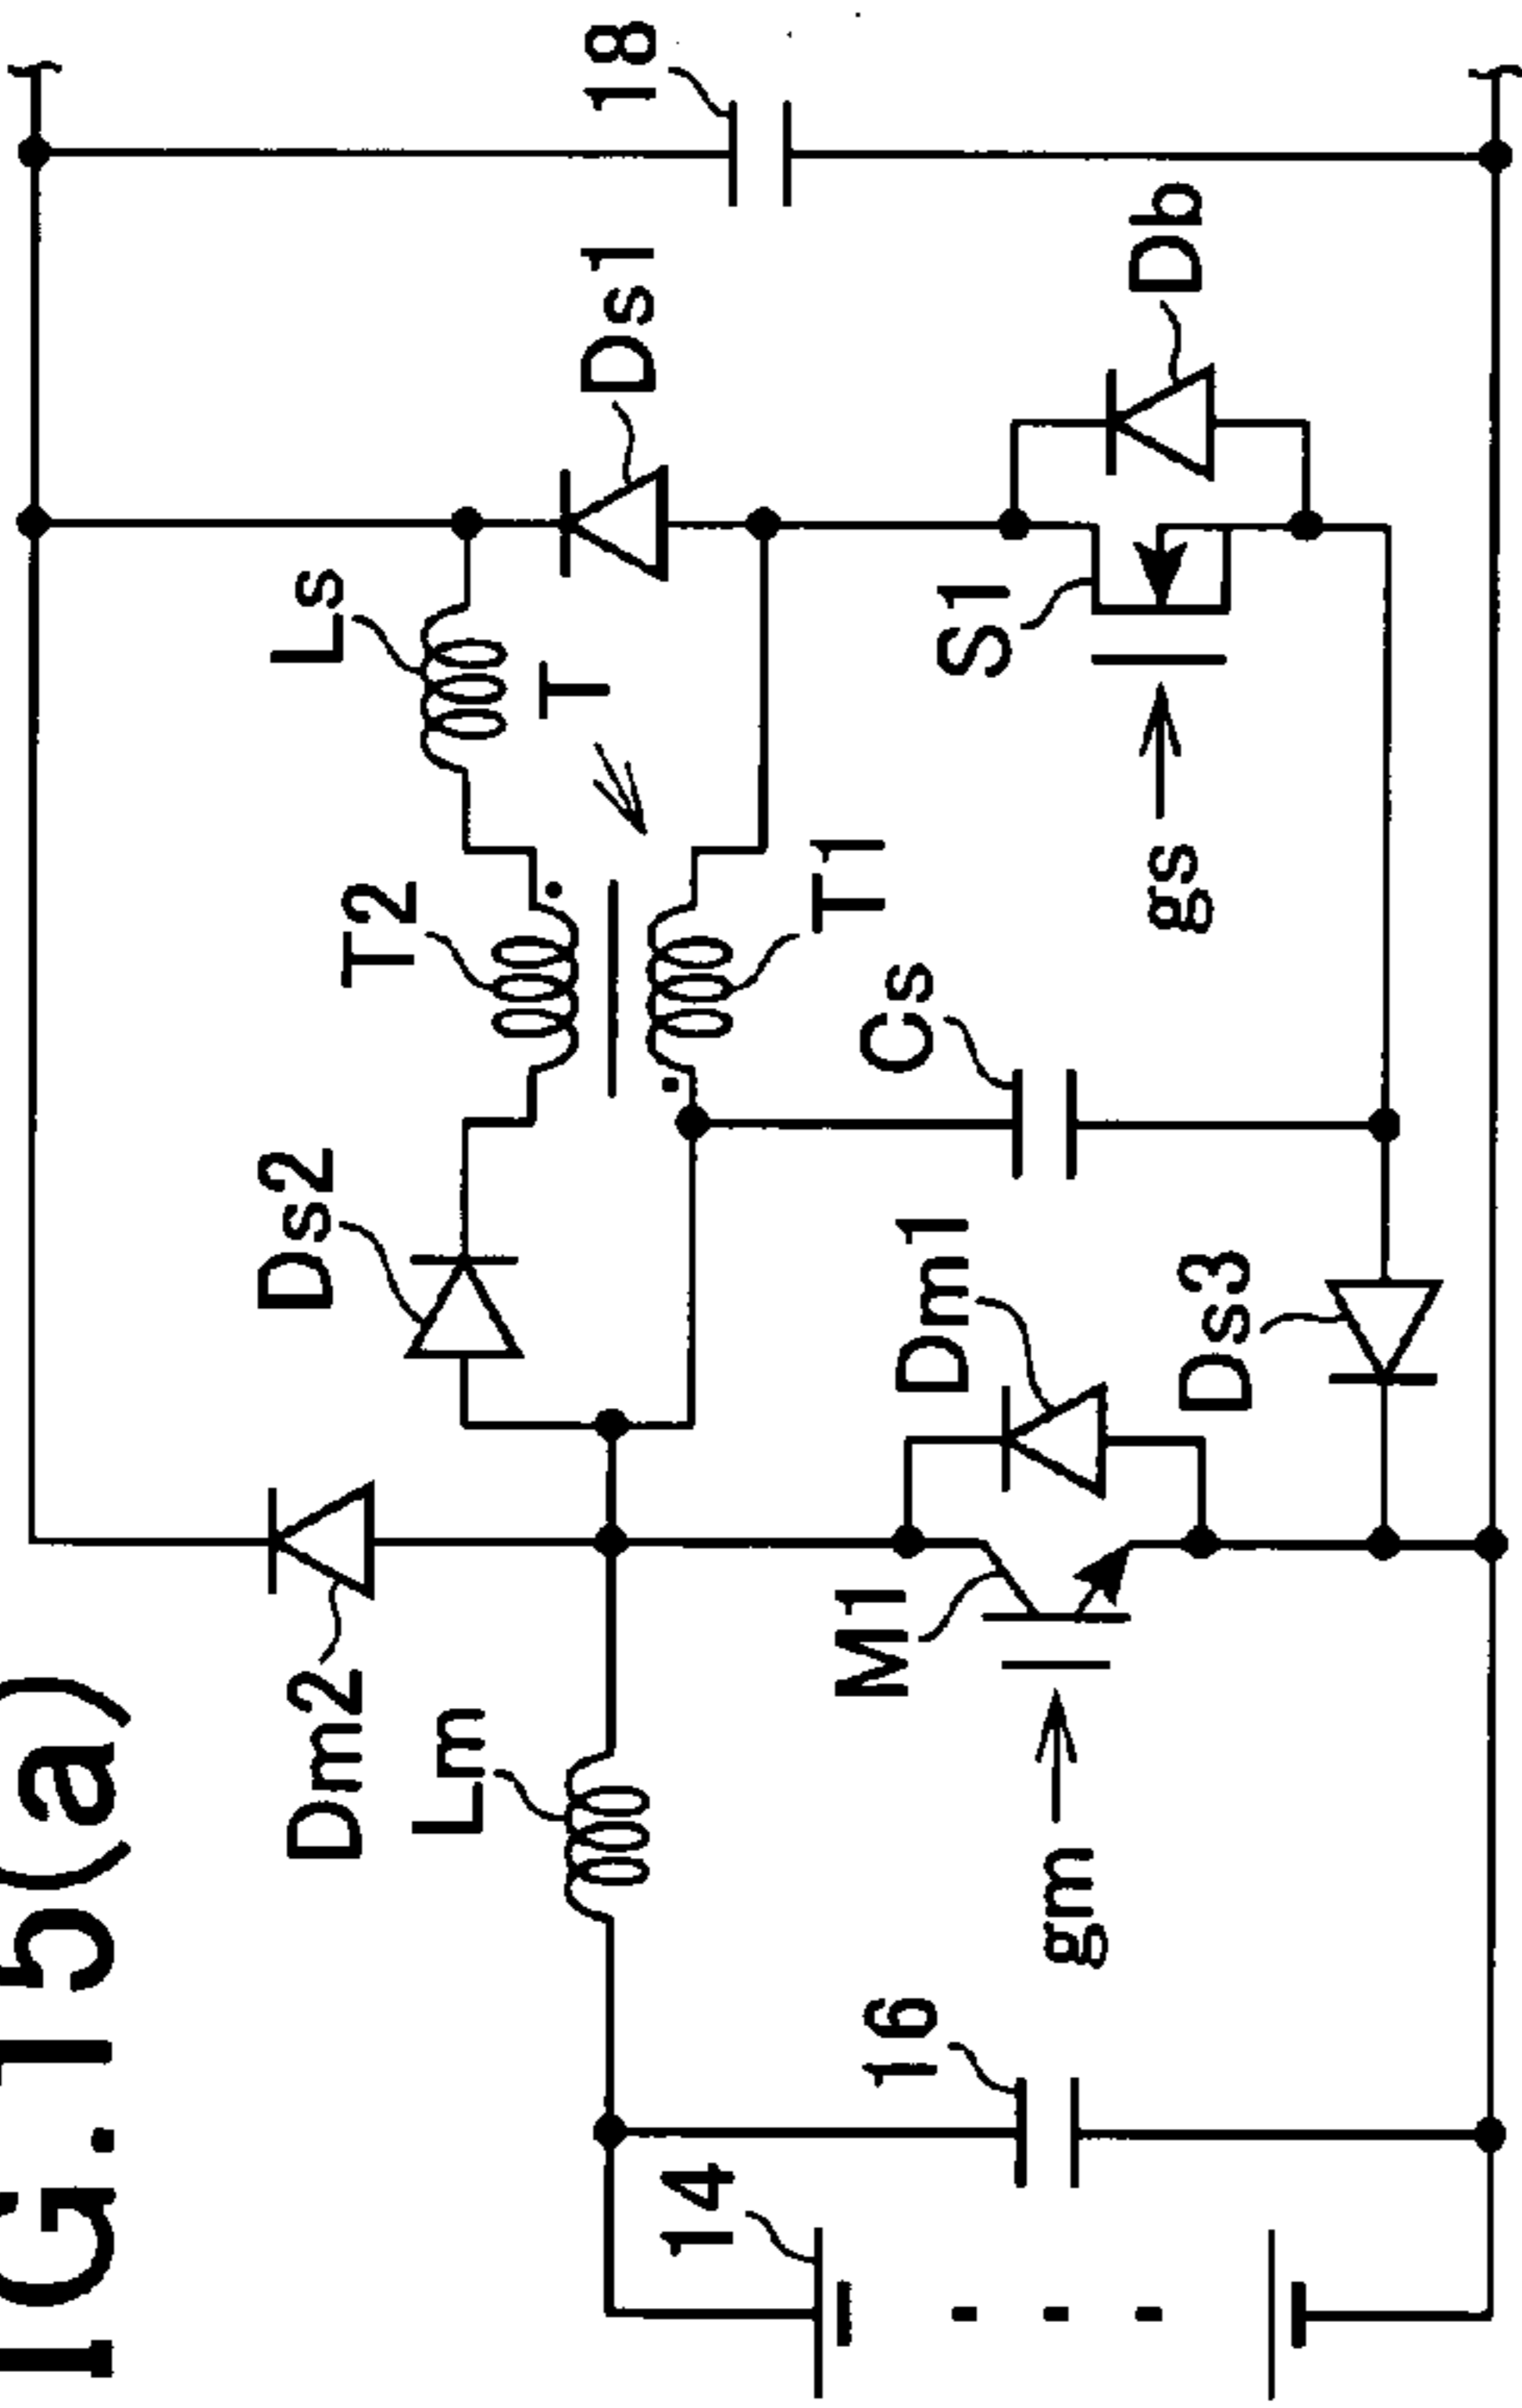 IG.15(a)
Dm2
Ds2
T2
Ls
Lm
T
Ds1
18
14
T1
M1
Dm1
Cs
16
S1
gm
Ds3
gs
Db